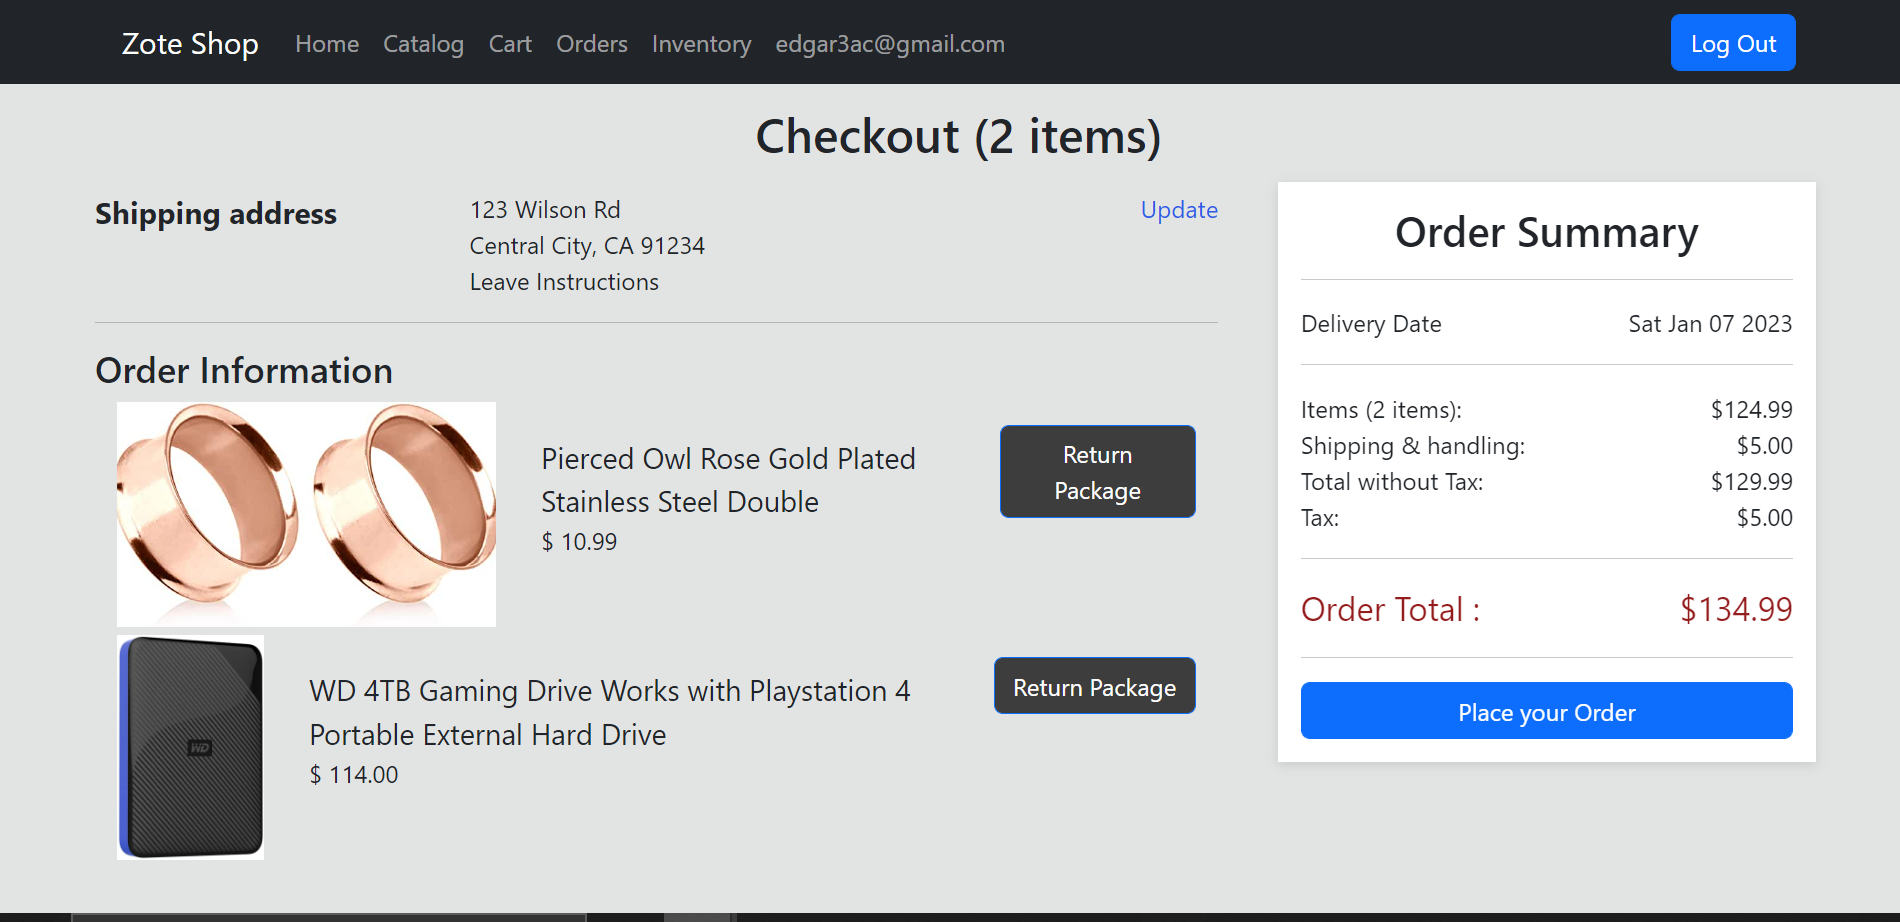 Zote Shop Home Catalog Cart Orders Inventory edgar3ac@gmail.com Log Out
Checkout (2 items)
Shipping address
123 Wilson Rd
Central City, CA 91234
Leave Instructions
Update
Order Information
Pierced Owl Rose Gold Plated
Stainless Steel Double
$ 10.99
Return
Package
WD
WD 4TB Gaming Drive Works with Playstation 4
Portable External Hard Drive
$ 114.00
Return Package
Order Summary
Delivery Date Sat Jan 07 2023
Items (2 items): $124.99
Shipping & handling: $5.00
Total without Tax: $129.99
Tax: $5.00
Order Total : $134.99
Place your Order